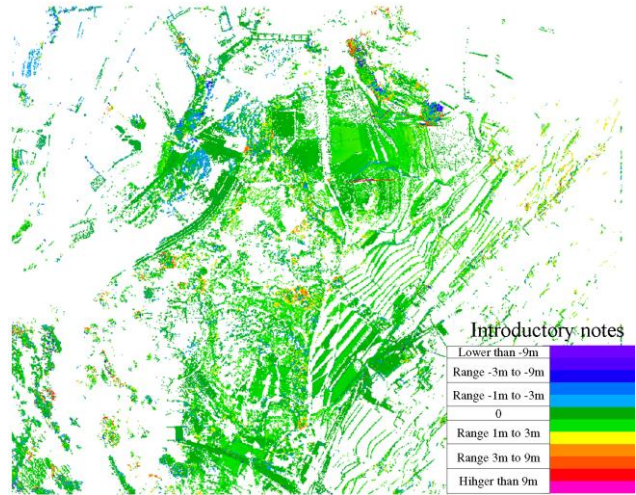 Introductory notes
Lower than -9m
Range -3m to -9m
Range -1m to -3m
0
Range 1m to 3m
Range 3m to 9m
Hihger than 9m